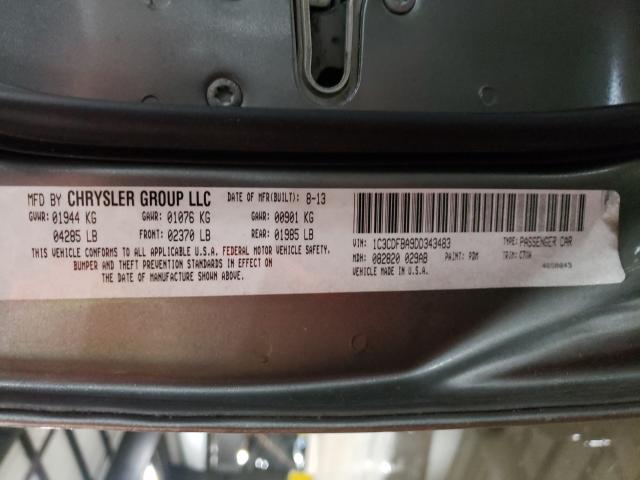 MFD BY CHRYSLER GROUP LLC DATE OF MFR(BUILT): 8-13
GVWR: 01944 KG GAWR: 01076 KG GAWR: 00901 KG
04285 LB FRONT: 02370 LB REAR: 01985 LB
THIS VEHICLE CONFORMS TO ALL APPLICABLE U.S.A. FEDERAL MOTOR VEHICLE SAFETY,
BUMPER AND THEFT PREVENTION STANDARDS IN EFFECT ON
THE DATE OF MANUFACTURE SHOWN ABOVE.
VIN: 1C3CDFBA9DD343483 TYPE: PASSENGER CAR
MDH: 082820 029AB PAINT: PDM TRIM:
VEHICLE MADE IN U.S.A.